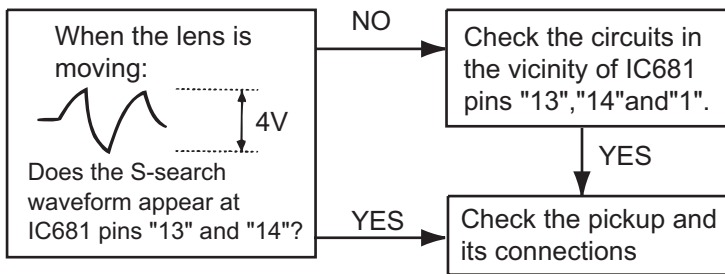 When the lens is
moving:
4V
Does the S-search
waveform appear at
IC681 pins "13" and "14"?
NO
Check the circuits in
the vicinity of IC681
pins "13","14"and"1".
YES
YES
Check the pickup and
its connections